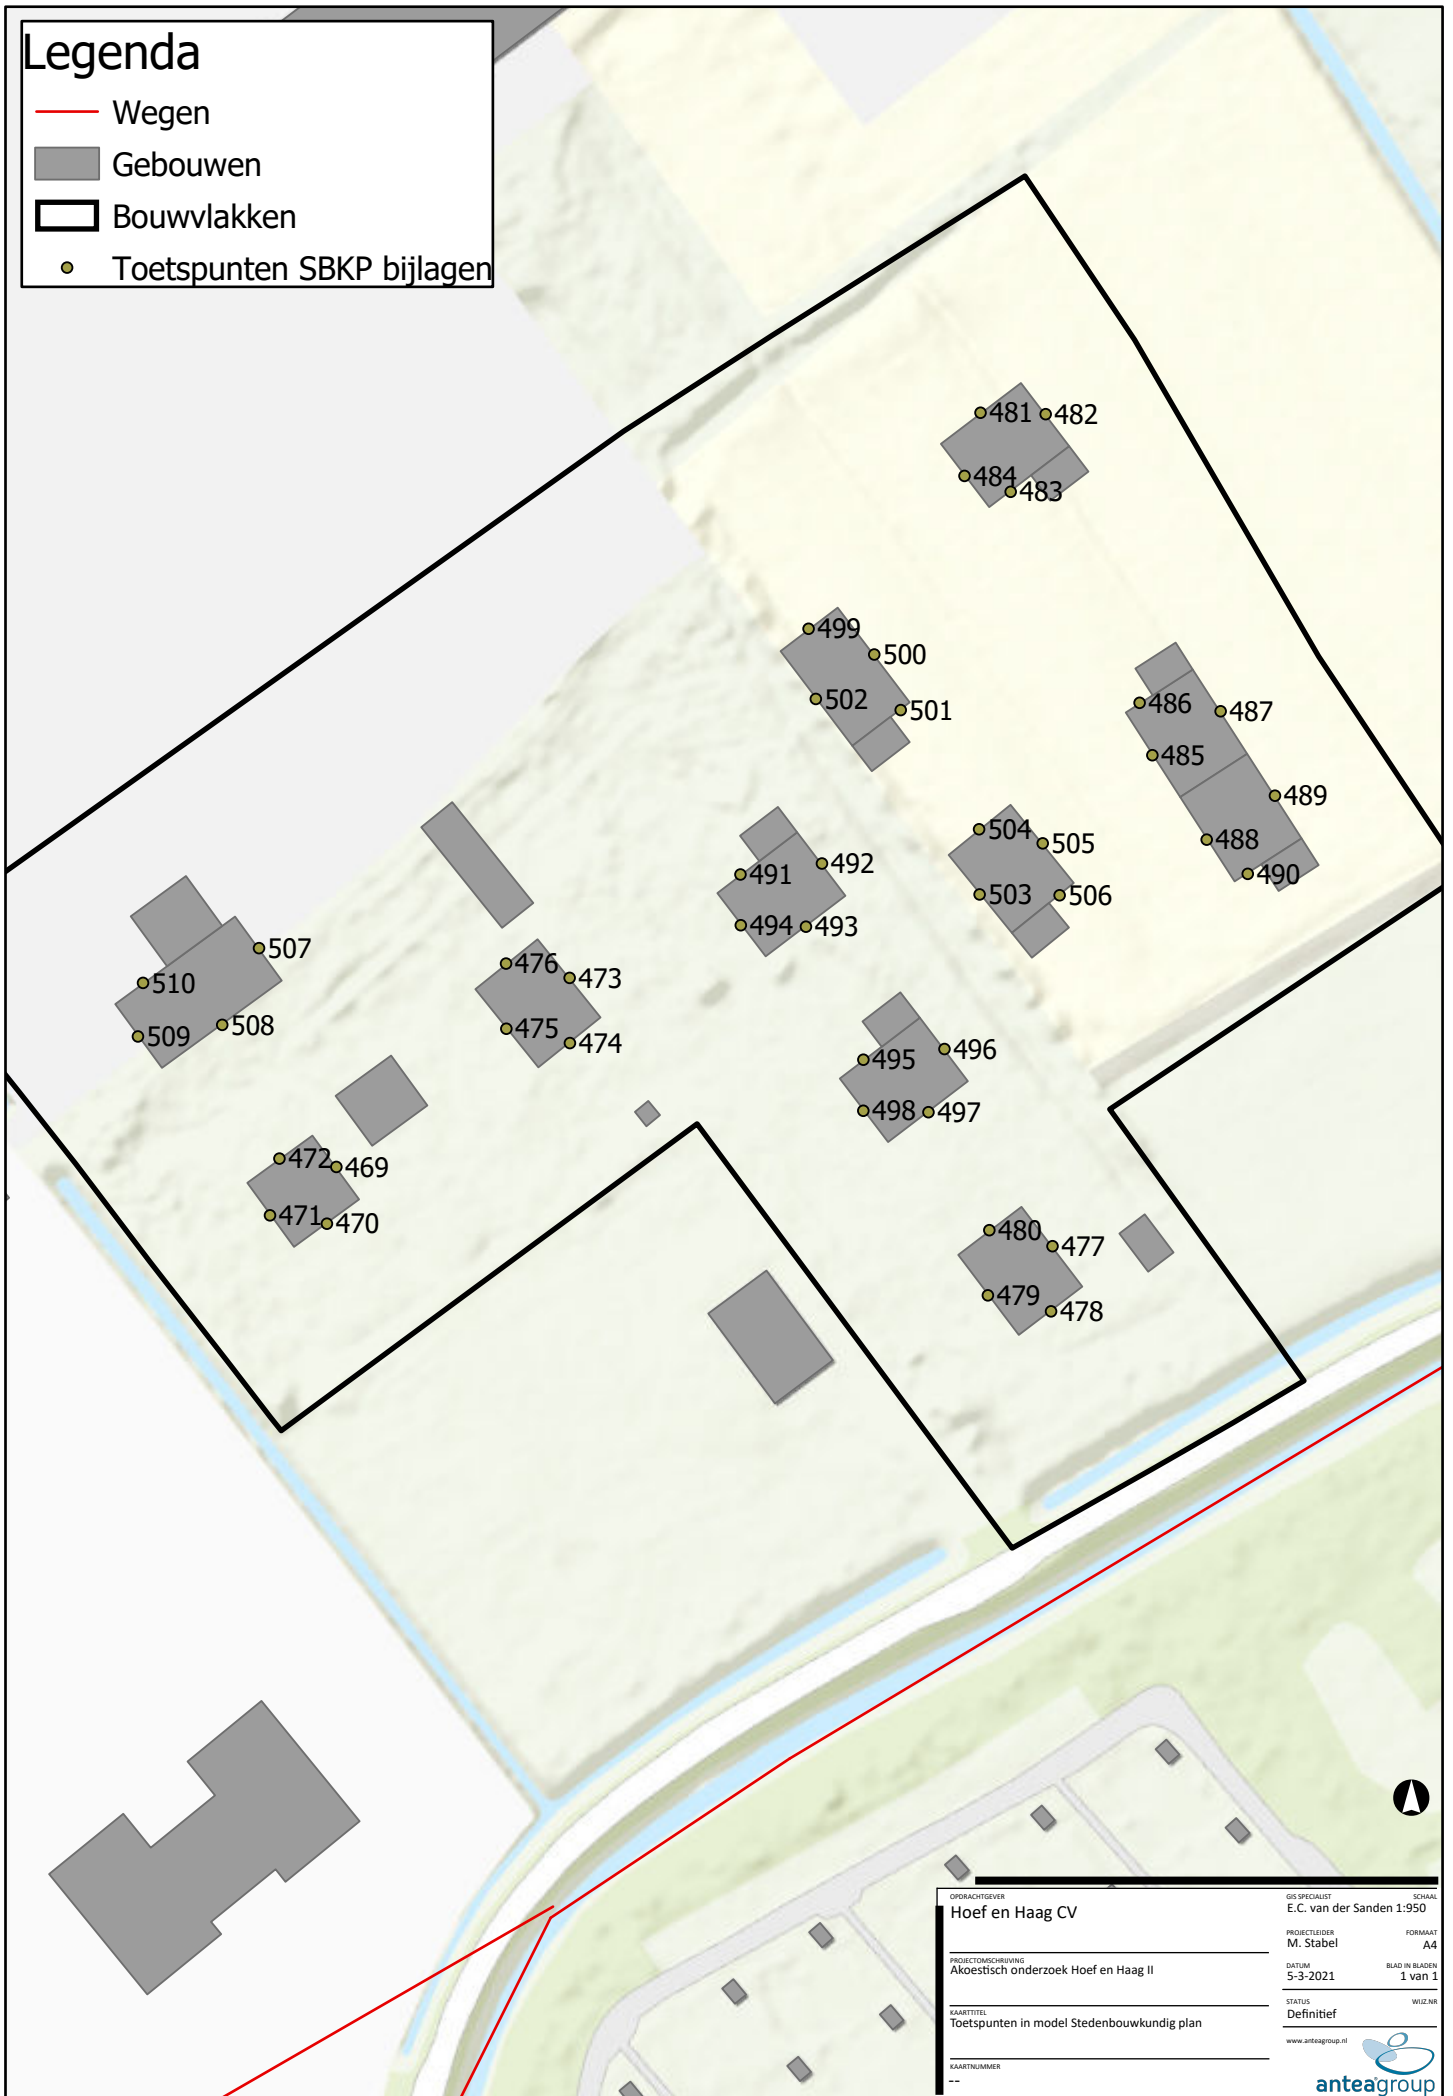 Legenda
Wegen
Gebouwen
Bouwvlakken
Toetspunten SBKP bijlagen
481
482
484
483
499
500
502
501
486
487
485
489
488
490
504
505
503
506
491
492
494
493
507
510
509
508
476
473
475
474
495
496
498
497
472
469
471
470
480
477
479
478
OPDRACHTGEVER
Hoef en Haag CV
PROJECTOMSCHRIJVING
Akoestisch onderzoek Hoef en Haag II
KAARTTITEL
Toetspunten in model Stedenbouwkundig plan
KAARTNUMMER
--
GIS SPECIALIST SCHAAL
E.C. van der Sanden 1:950
PROJECTLEIDER FORMAAT
M. Stabel A4
DATUM BLAD IN BLADEN
5-3-2021 1 van 1
STATUS WIJZ.NR
Definitief
www.anteagroup.nl
anteagroup